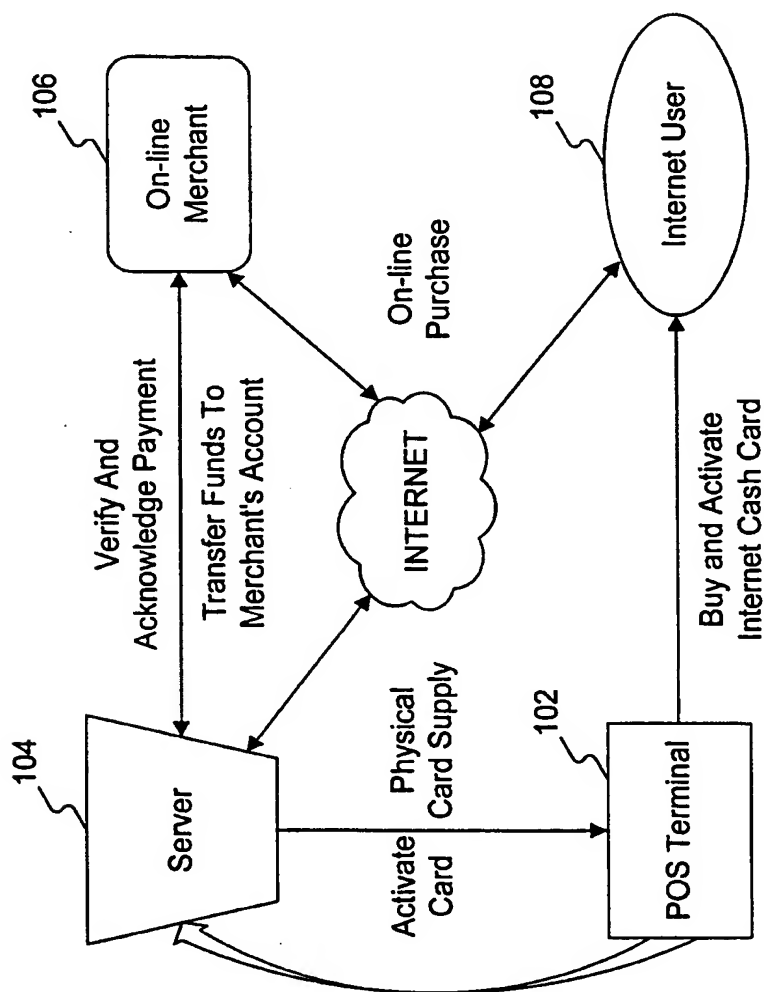 104
Server
Verify And
Acknowledge Payment
Transfer Funds To
Merchant's Account
106
On-line
Merchant
INTERNET
On-line
Purchase
Activate
Card
Physical
Card Supply
102
POS Terminal
Buy and Activate
Internet Cash Card
108
Internet User